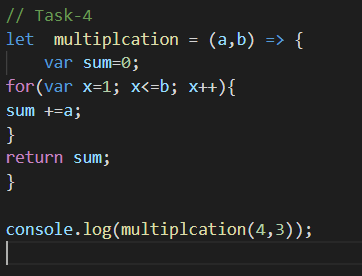 // Task-4
let  multiplcation = (a,b) => {
    var sum=0;
for(var x=1; x<=b; x++){
sum +=a;
}
return sum;
}

console.log(multiplcation(4,3));